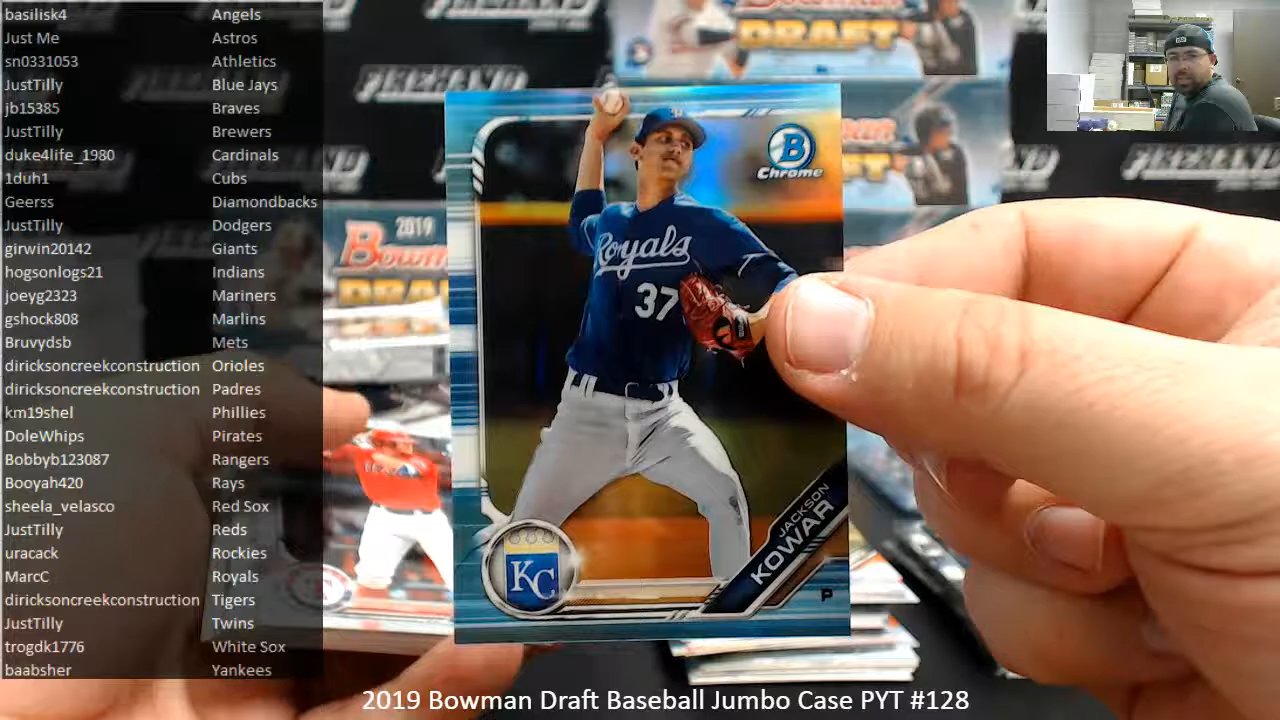 basilisk4 Angels
Just Me Astros
sn0331053 Athletics
JustTilly Blue Jays
jb15385 Braves
JustTilly Brewers
duke4life_1980 Cardinals
1duh1 Cubs
Geerss Diamondbacks
JustTilly Dodgers
girwin20142 Giants
hogsonlogs21 Indians
joeyg2323 Mariners
gshock808 Marlins
Bruvydsb Mets
diricksoncreekconstruction Orioles
diricksoncreekconstruction Padres
km19shel Phillies
DoleWhips Pirates
Bobbyb123087 Rangers
Booyah420 Rays
sheela_velasco Red Sox
JustTilly Reds
uracack Rockies
MarcC Royals
diricksoncreekconstruction Tigers
JustTilly Twins
trogdk1776 White Sox
baabsher Yankees
DRAFT
2019
B
Chrome
Royals
37
JACKSON
KOWAR
KC
P
2019 Bowman Draft Baseball Jumbo Case PYT #128